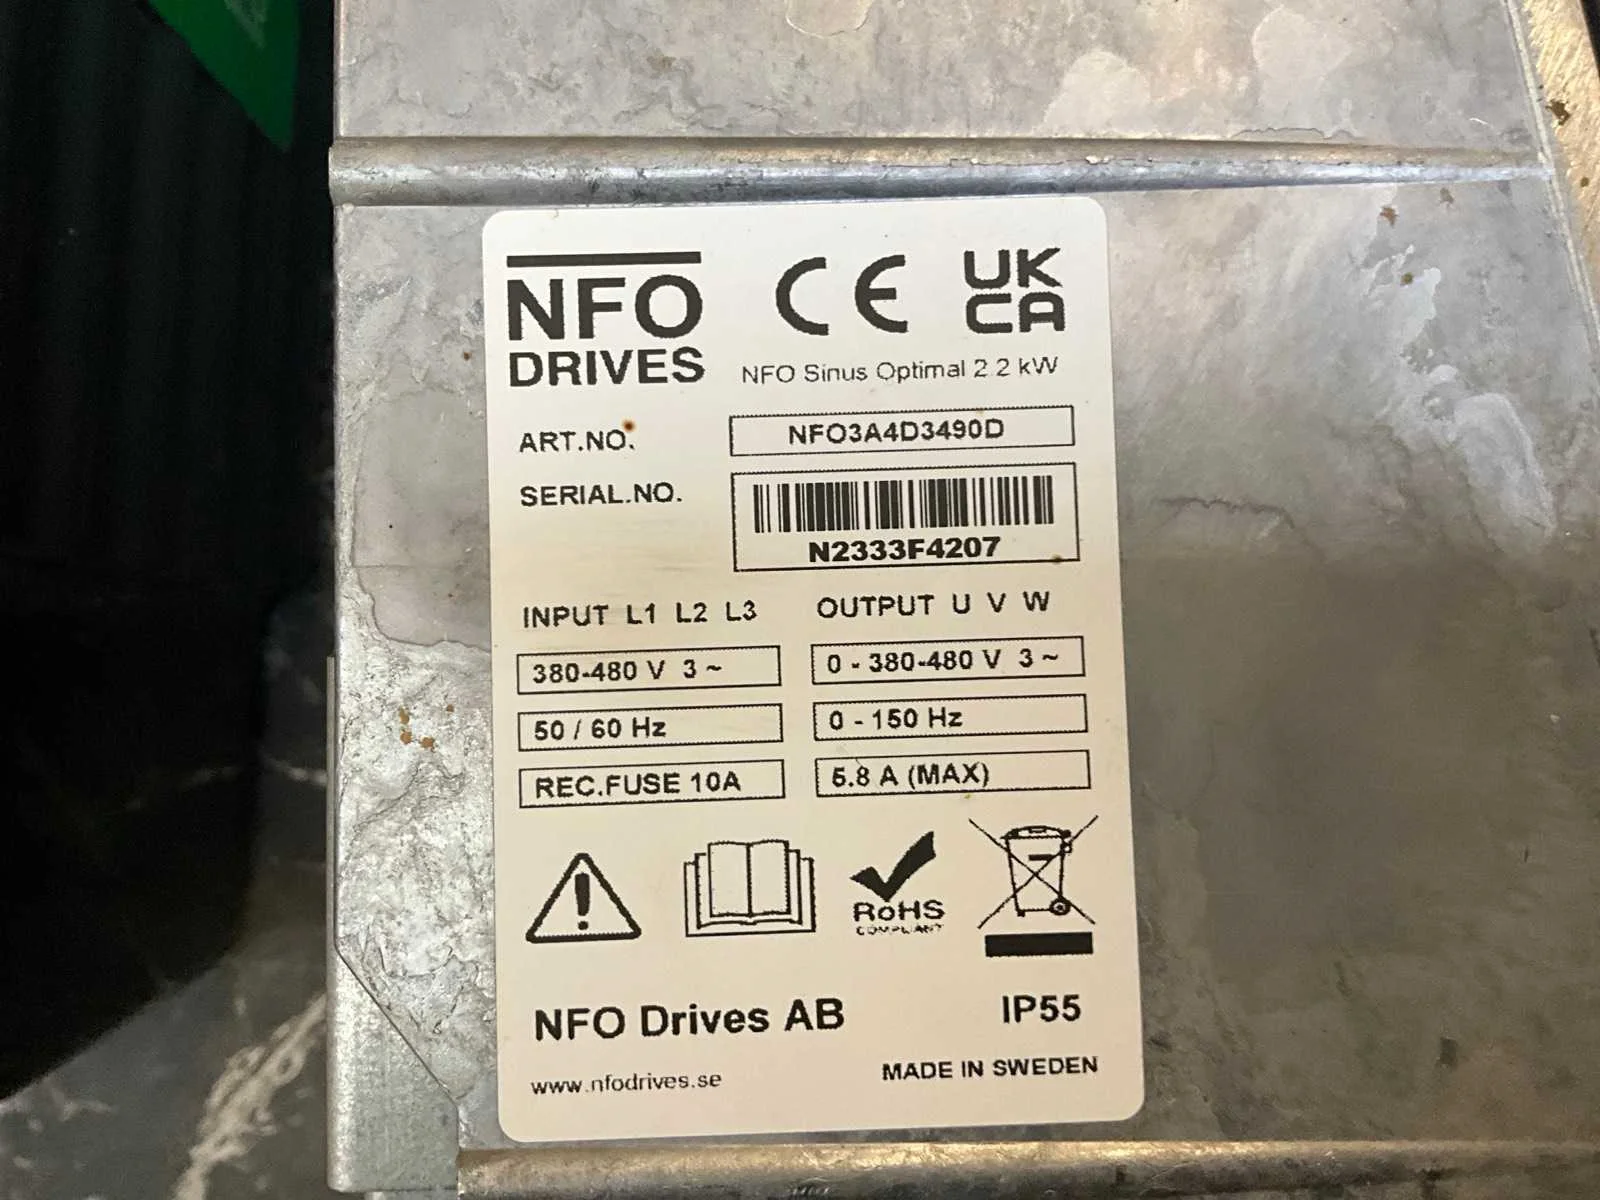 NFO
DRIVES
CE
UK
CA
NFO Sinus Optimal 2.2 kW
ART.NO. NFO3A4D3490D
SERIAL.NO.
N2333F4207
INPUT L1 L2 L3 OUTPUT U V W
380-480 V 3 ~ 0 - 380-480 V 3 ~
50 / 60 Hz 0 - 150 Hz
REC.FUSE 10A 5.8 A (MAX)
RoHS
COMPLIANT
NFO Drives AB IP55
www.nfodrives.se MADE IN SWEDEN